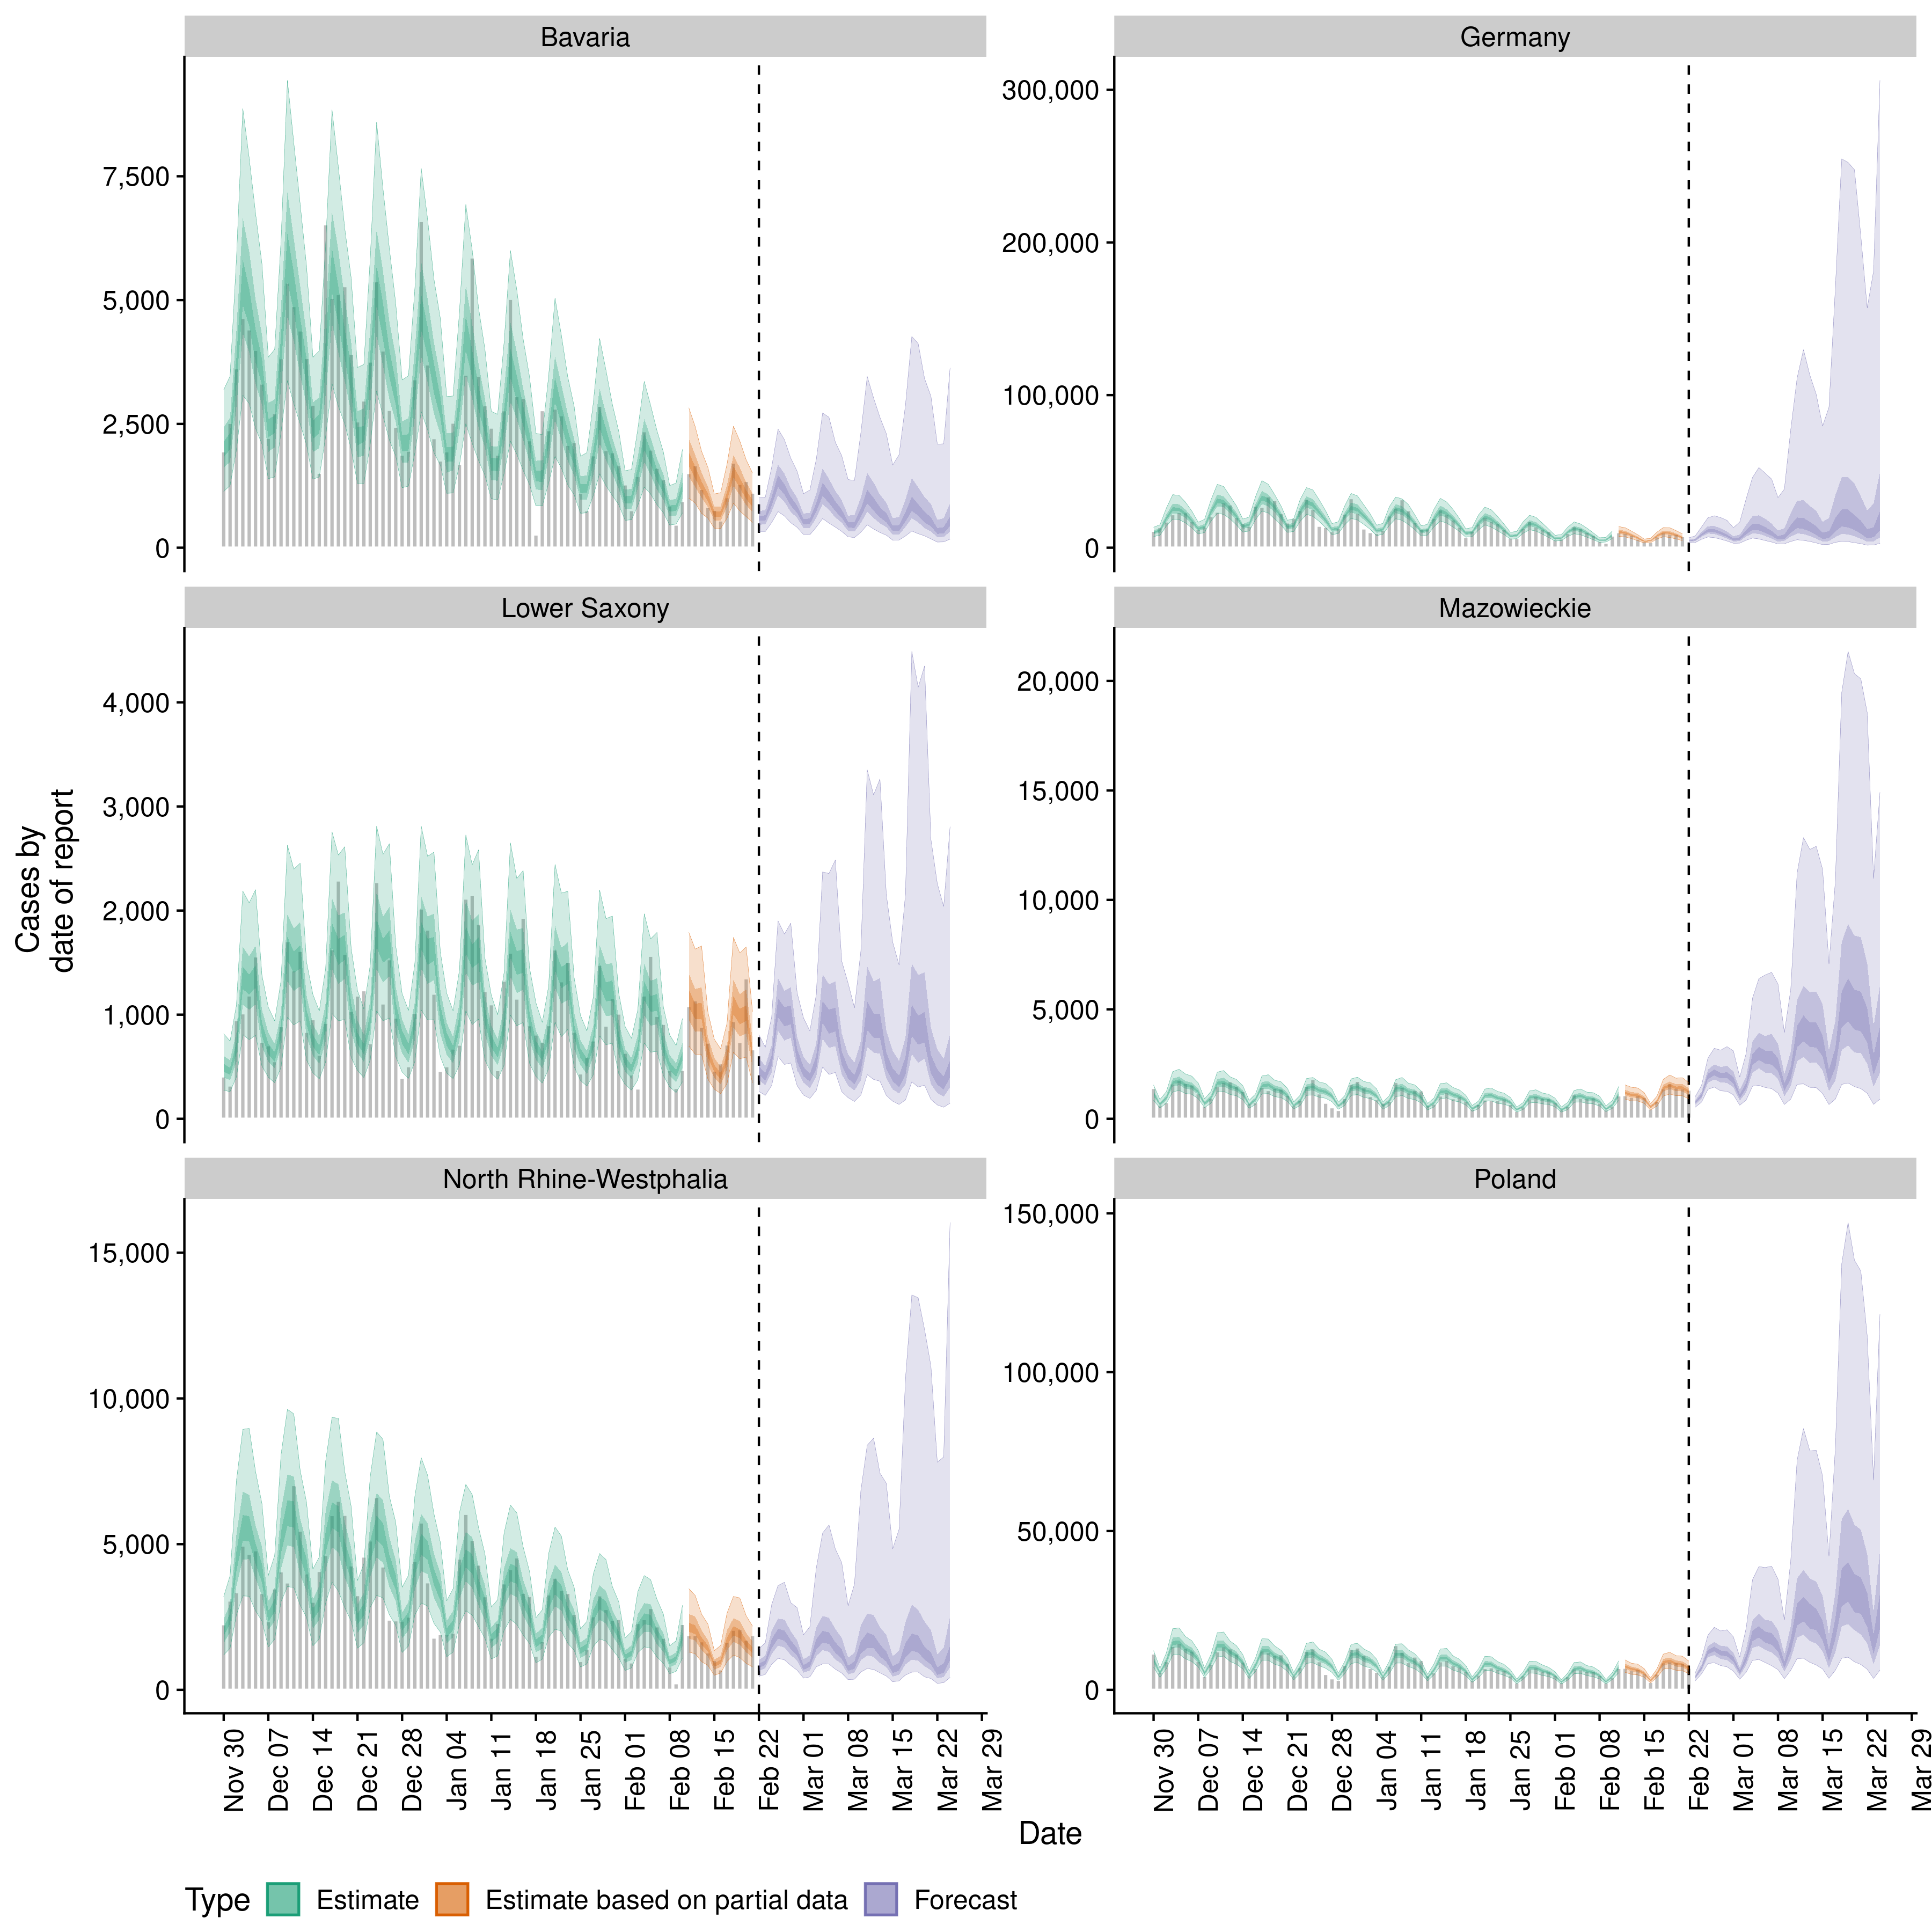 Bavaria
Germany
7,500
5,000
2,500
0
300,000
200,000
100,000
0
Lower Saxony
Mazowieckie
4,000
3,000
2,000
1,000
0
20,000
15,000
10,000
5,000
0
North Rhine-Westphalia
Poland
15,000
10,000
5,000
0
150,000
100,000
50,000
0
Cases by
date of report
Nov 30
Dec 07
Dec 14
Dec 21
Dec 28
Jan 04
Jan 11
Jan 18
Jan 25
Feb 01
Feb 08
Feb 15
Feb 22
Mar 01
Mar 08
Mar 15
Mar 22
Mar 29
Nov 30
Dec 07
Dec 14
Dec 21
Dec 28
Jan 04
Jan 11
Jan 18
Jan 25
Feb 01
Feb 08
Feb 15
Feb 22
Mar 01
Mar 08
Mar 15
Mar 22
Mar 29
Date
Type Estimate Estimate based on partial data Forecast